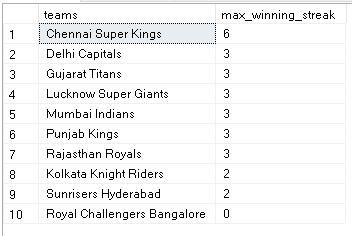 teams max_winning_streak
1 Chennai Super Kings 6
2 Delhi Capitals 3
3 Gujarat Titans 3
4 Lucknow Super Giants 3
5 Mumbai Indians 3
6 Punjab Kings 3
7 Rajasthan Royals 3
8 Kolkata Knight Riders 2
9 Sunrisers Hyderabad 2
10 Royal Challengers Bangalore 0